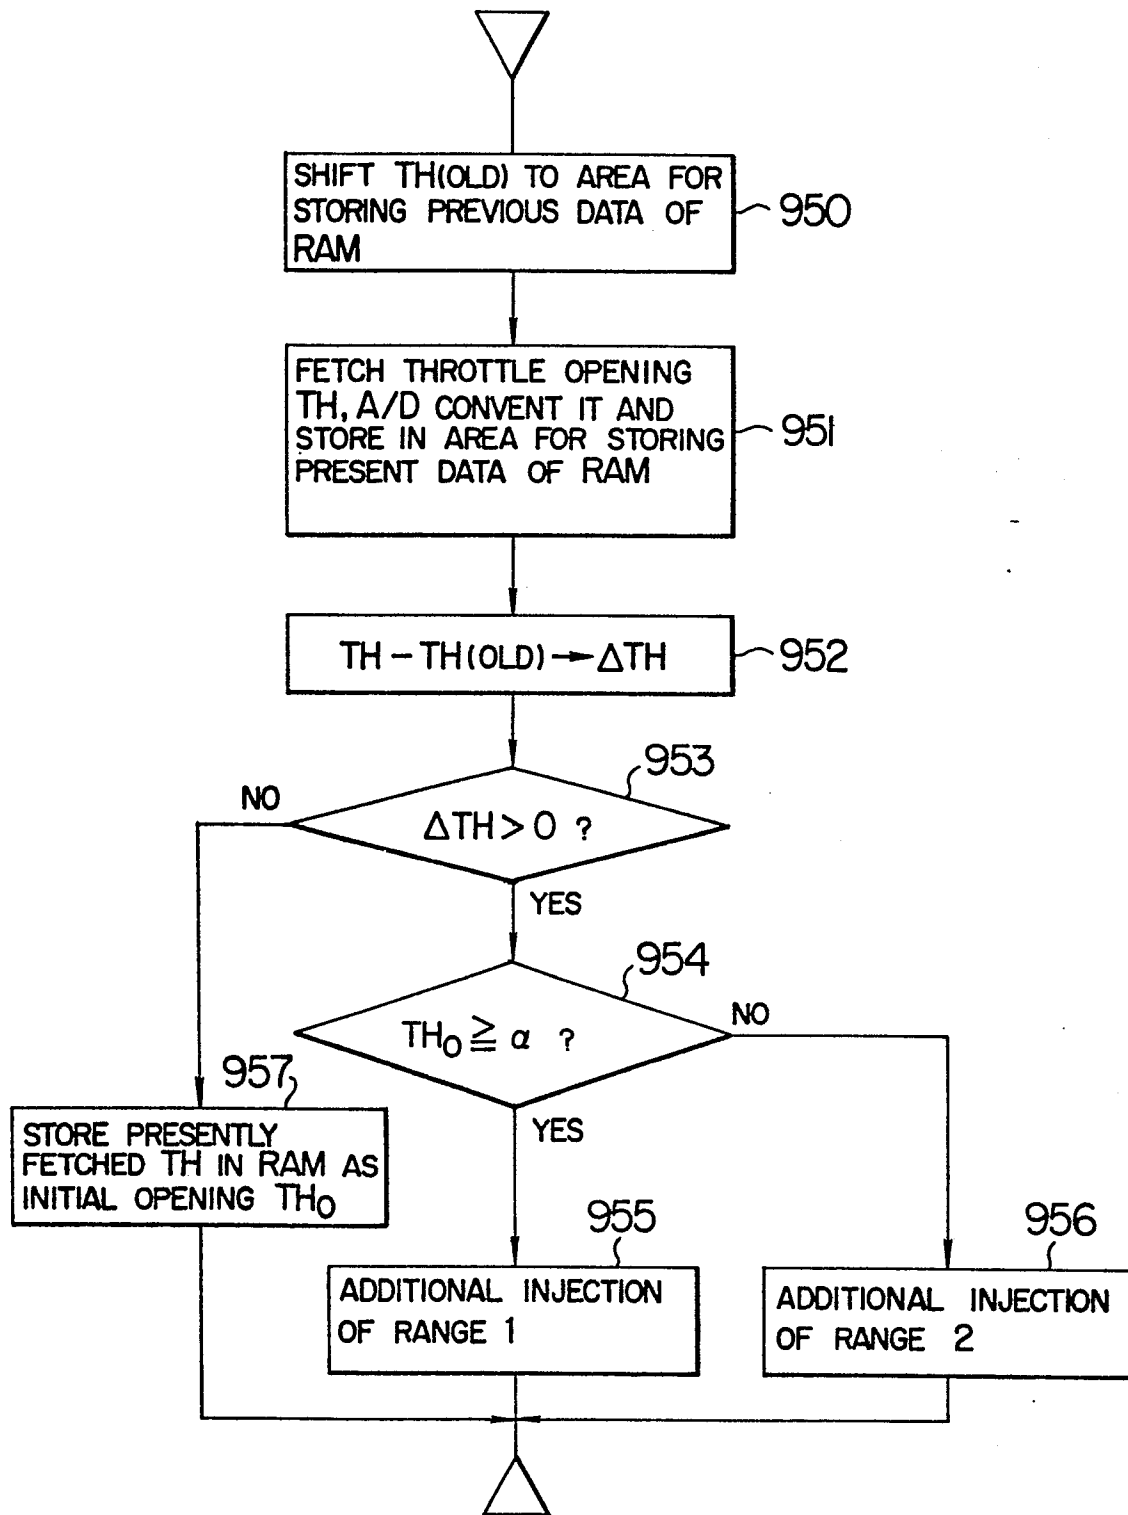 SHIFT TH(OLD) TO AREA FOR
STORING PREVIOUS DATA OF
RAM
950
FETCH THROTTLE OPENING
TH, A/D CONVENT IT AND
STORE IN AREA FOR STORING
PRESENT DATA OF RAM
951
TH – TH(OLD) → ΔTH
952
953
NO
ΔTH > 0 ?
YES
954
NO
TH₀ ≧ α ?
YES
957
STORE PRESENTLY
FETCHED TH IN RAM AS
INITIAL OPENING TH₀
955
ADDITIONAL INJECTION
OF RANGE 1
956
ADDITIONAL INJECTION
OF RANGE 2